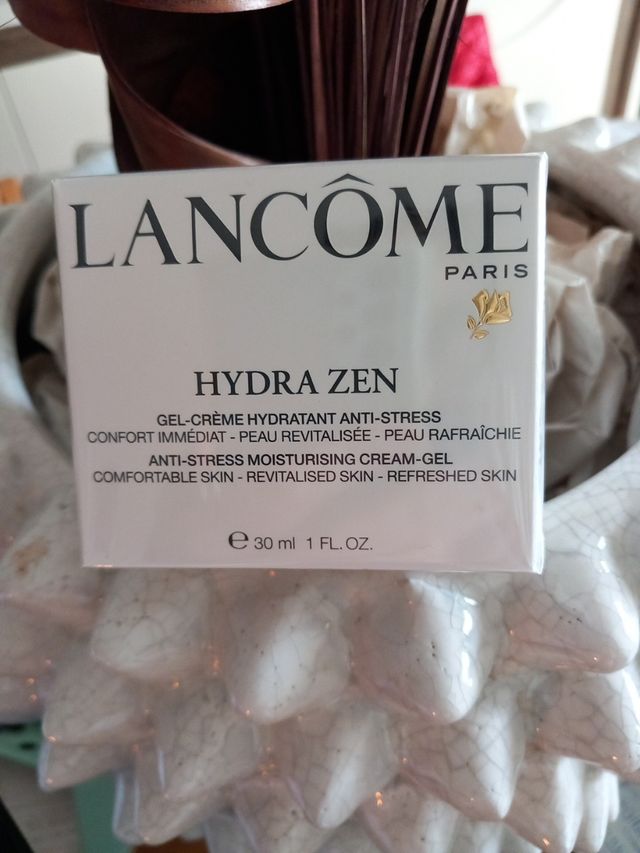 LANCÔME
PARIS
HYDRA ZEN
GEL-CRÈME HYDRATANT ANTI-STRESS
CONFORT IMMÉDIAT - PEAU REVITALISÉE - PEAU RAFRAÎCHIE
ANTI-STRESS MOISTURISING CREAM-GEL
COMFORTABLE SKIN - REVITALISED SKIN - REFRESHED SKIN
℮ 30 ml 1 FL. OZ.